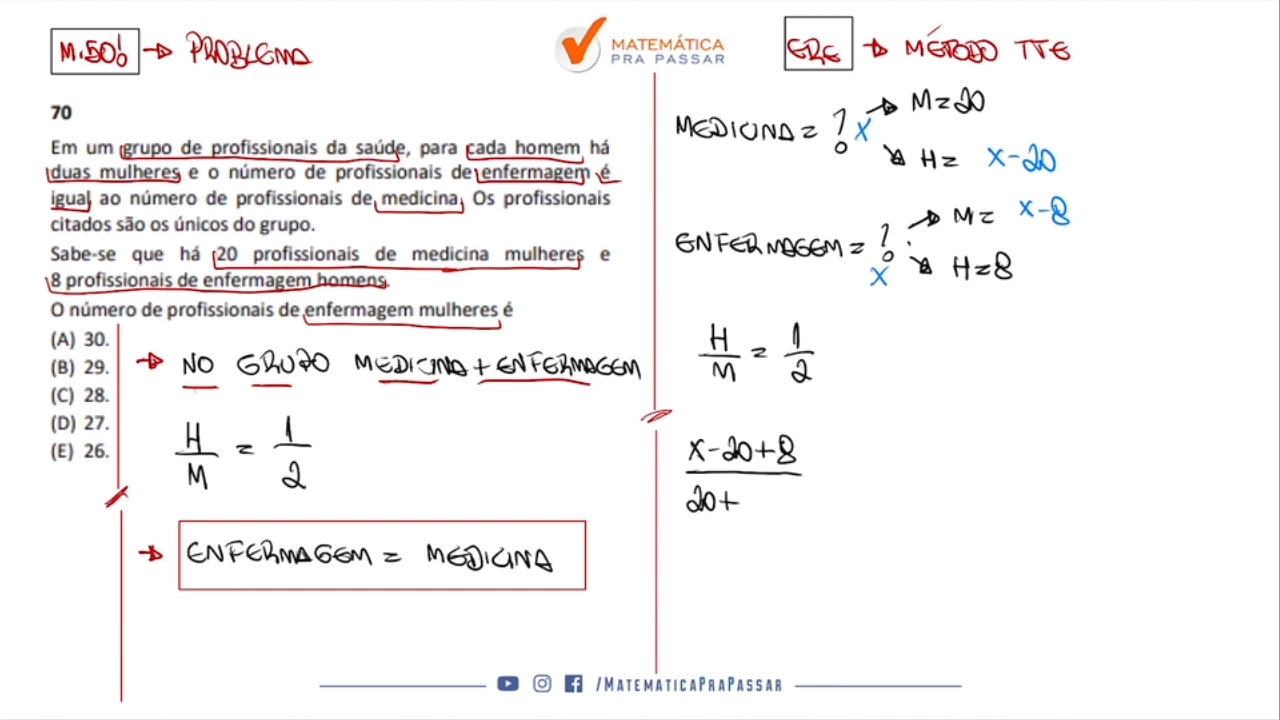 M.50% → PROBLEMA
MATEMÁTICA
PRA PASSAR
GRE → MÉTODO TTE
70
Em um grupo de profissionais da saúde, para cada homem há
duas mulheres e o número de profissionais de enfermagem é
igual ao número de profissionais de medicina. Os profissionais
citados são os únicos do grupo.
Sabe-se que há 20 profissionais de medicina mulheres e
8 profissionais de enfermagem homens.
O número de profissionais de enfermagem mulheres é
(A) 30.
(B) 29.
(C) 28.
(D) 27.
(E) 26.
→ NO GRUPO MEDICINA + ENFERMAGEM
H/M = 1/2
→ ENFERMAGEM = MEDICINA
MEDICINA = ? x
→ M = 20
→ H = x-20
ENFERMAGEM = ? x
→ M = x-8
→ H = 8
H/M = 1/2
x-20+8
20+
/MATEMATICAPRAPASSAR